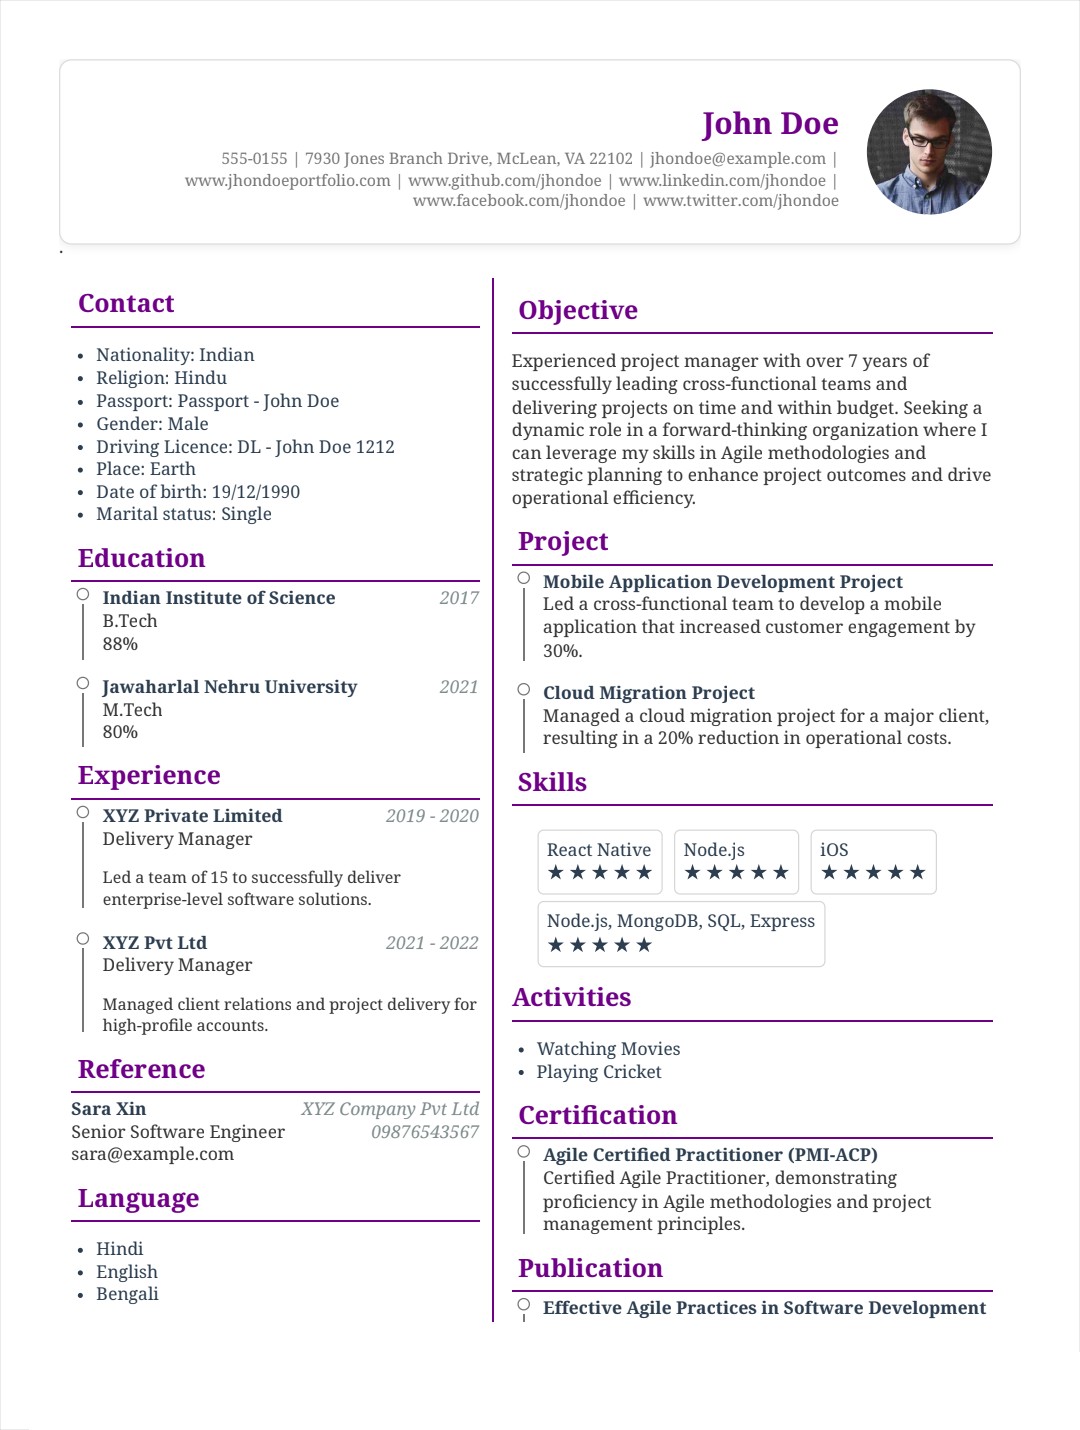 John Doe
555-0155 | 7930 Jones Branch Drive, McLean, VA 22102 | jhondoe@example.com |
www.jhondoeportfolio.com | www.github.com/jhondoe | www.linkedin.com/jhondoe |
www.facebook.com/jhondoe | www.twitter.com/jhondoe
.
Contact
• Nationality: Indian
• Religion: Hindu
• Passport: Passport - John Doe
• Gender: Male
• Driving Licence: DL - John Doe 1212
• Place: Earth
• Date of birth: 19/12/1990
• Marital status: Single
Education
Indian Institute of Science 2017
B.Tech
88%
Jawaharlal Nehru University 2021
M.Tech
80%
Experience
XYZ Private Limited 2019 - 2020
Delivery Manager
Led a team of 15 to successfully deliver
enterprise-level software solutions.
XYZ Pvt Ltd 2021 - 2022
Delivery Manager
Managed client relations and project delivery for
high-profile accounts.
Reference
Sara Xin XYZ Company Pvt Ltd
Senior Software Engineer 09876543567
sara@example.com
Language
• Hindi
• English
• Bengali
Objective
Experienced project manager with over 7 years of
successfully leading cross-functional teams and
delivering projects on time and within budget. Seeking a
dynamic role in a forward-thinking organization where I
can leverage my skills in Agile methodologies and
strategic planning to enhance project outcomes and drive
operational efficiency.
Project
Mobile Application Development Project
Led a cross-functional team to develop a mobile
application that increased customer engagement by
30%.
Cloud Migration Project
Managed a cloud migration project for a major client,
resulting in a 20% reduction in operational costs.
Skills
React Native Node.js iOS
★★★★★ ★★★★★ ★★★★★
Node.js, MongoDB, SQL, Express
★★★★★
Activities
• Watching Movies
• Playing Cricket
Certification
Agile Certified Practitioner (PMI-ACP)
Certified Agile Practitioner, demonstrating
proficiency in Agile methodologies and project
management principles.
Publication
Effective Agile Practices in Software Development